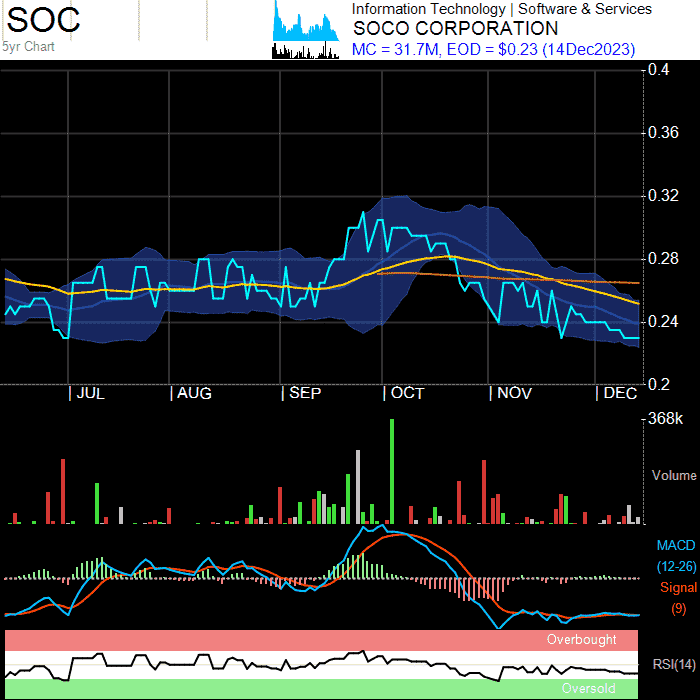 SOC
5yr Chart
Information Technology | Software & Services
SOCO CORPORATION
MC = 31.7M, EOD = $0.23 (14Dec2023)
0.4
0.36
0.32
0.28
0.24
0.2
| JUL | AUG | SEP | OCT | NOV | DEC
368k
Volume
MACD
(12-26)
Signal
(9)
Overbought
RSI(14)
Oversold